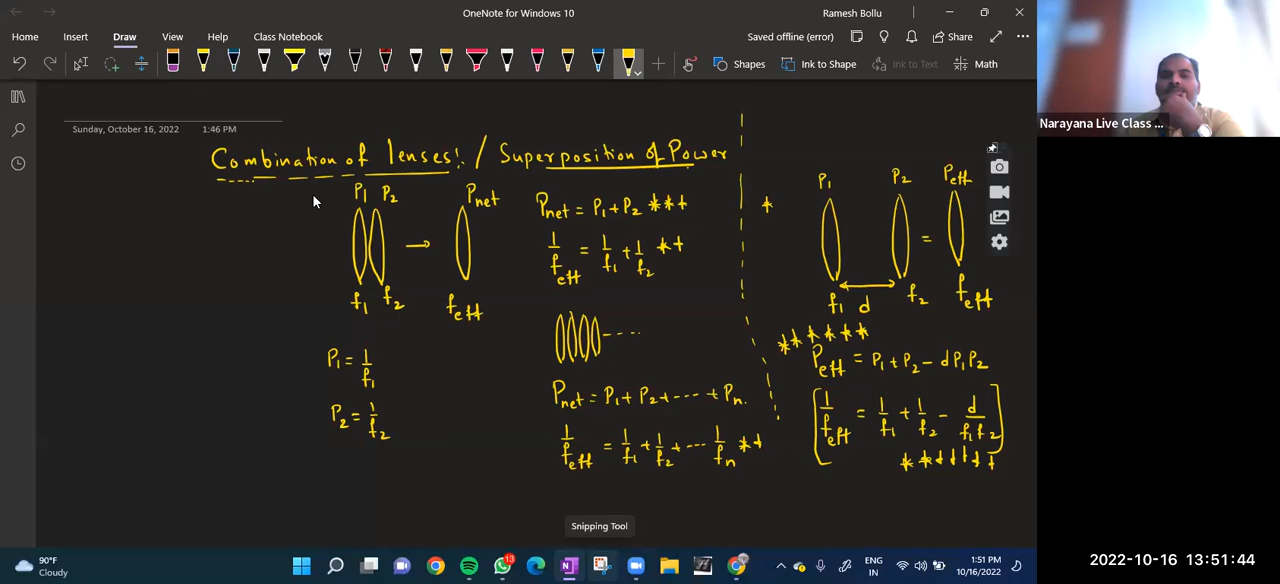 OneNote for Windows 10
Ramesh Bollu
Home Insert Draw View Help Class Notebook
Saved offline (error)
Share
Shapes
Ink to Shape
Ink to Text
Math
Narayana Live Class ...
Sunday, October 16, 2022 1:46 PM
Combination of lenses! / Superposition of Power
P₁ P₂ → Pnet
f₁ f₂ feff
P₁ = 1/f₁
P₂ = 1/f₂
Pnet = P₁ + P₂ ***
1/feff = 1/f₁ + 1/f₂ **
----
Pnet = P₁ + P₂ + ---- + Pn.
1/feff = 1/f₁ + 1/f₂ + --- 1/fn **
*
P₁ P₂ = Peff
f₁ d f₂ feff
******
Peff = P₁ + P₂ - dP₁P₂
[1/feff = 1/f₁ + 1/f₂ - d/f₁f₂]
*******
Snipping Tool
90°F
Cloudy
13
ENG
IN
1:51 PM
10/16/2022
2022-10-16 13:51:44